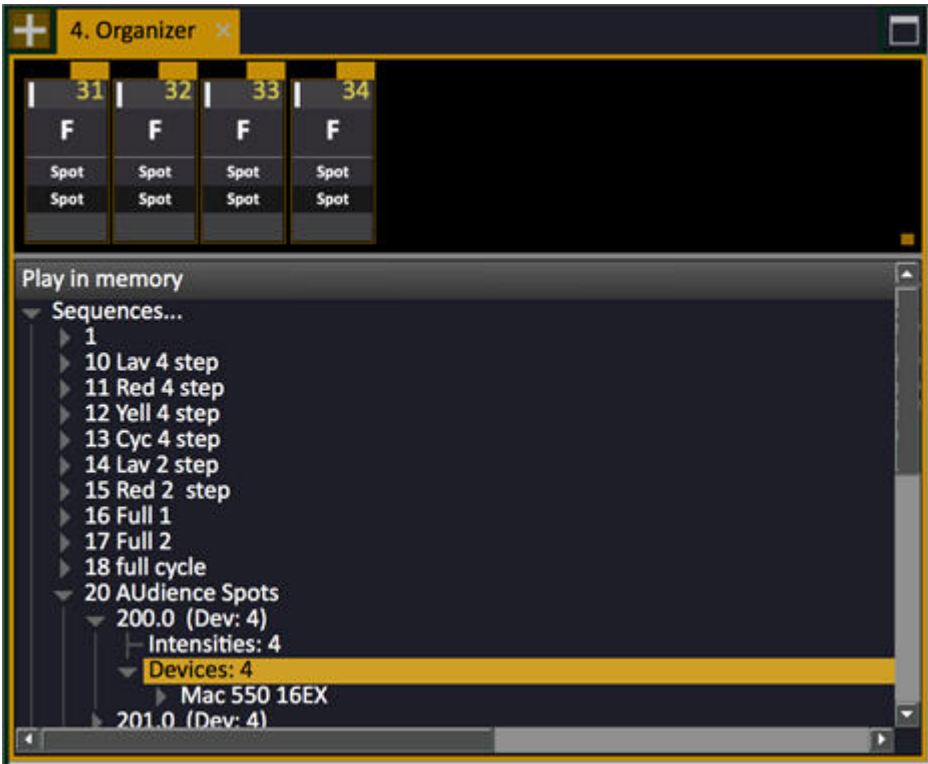 4. Organizer
31 32 33 34
F F F F
Spot Spot Spot Spot
Spot Spot Spot Spot
Play in memory
Sequences...
1
10 Lav 4 step
11 Red 4 step
12 Yell 4 step
13 Cyc 4 step
14 Lav 2 step
15 Red 2  step
16 Full 1
17 Full 2
18 full cycle
20 AUdience Spots
200.0  (Dev: 4)
Intensities: 4
Devices: 4
Mac 550 16EX
201.0  (Dev: 4)